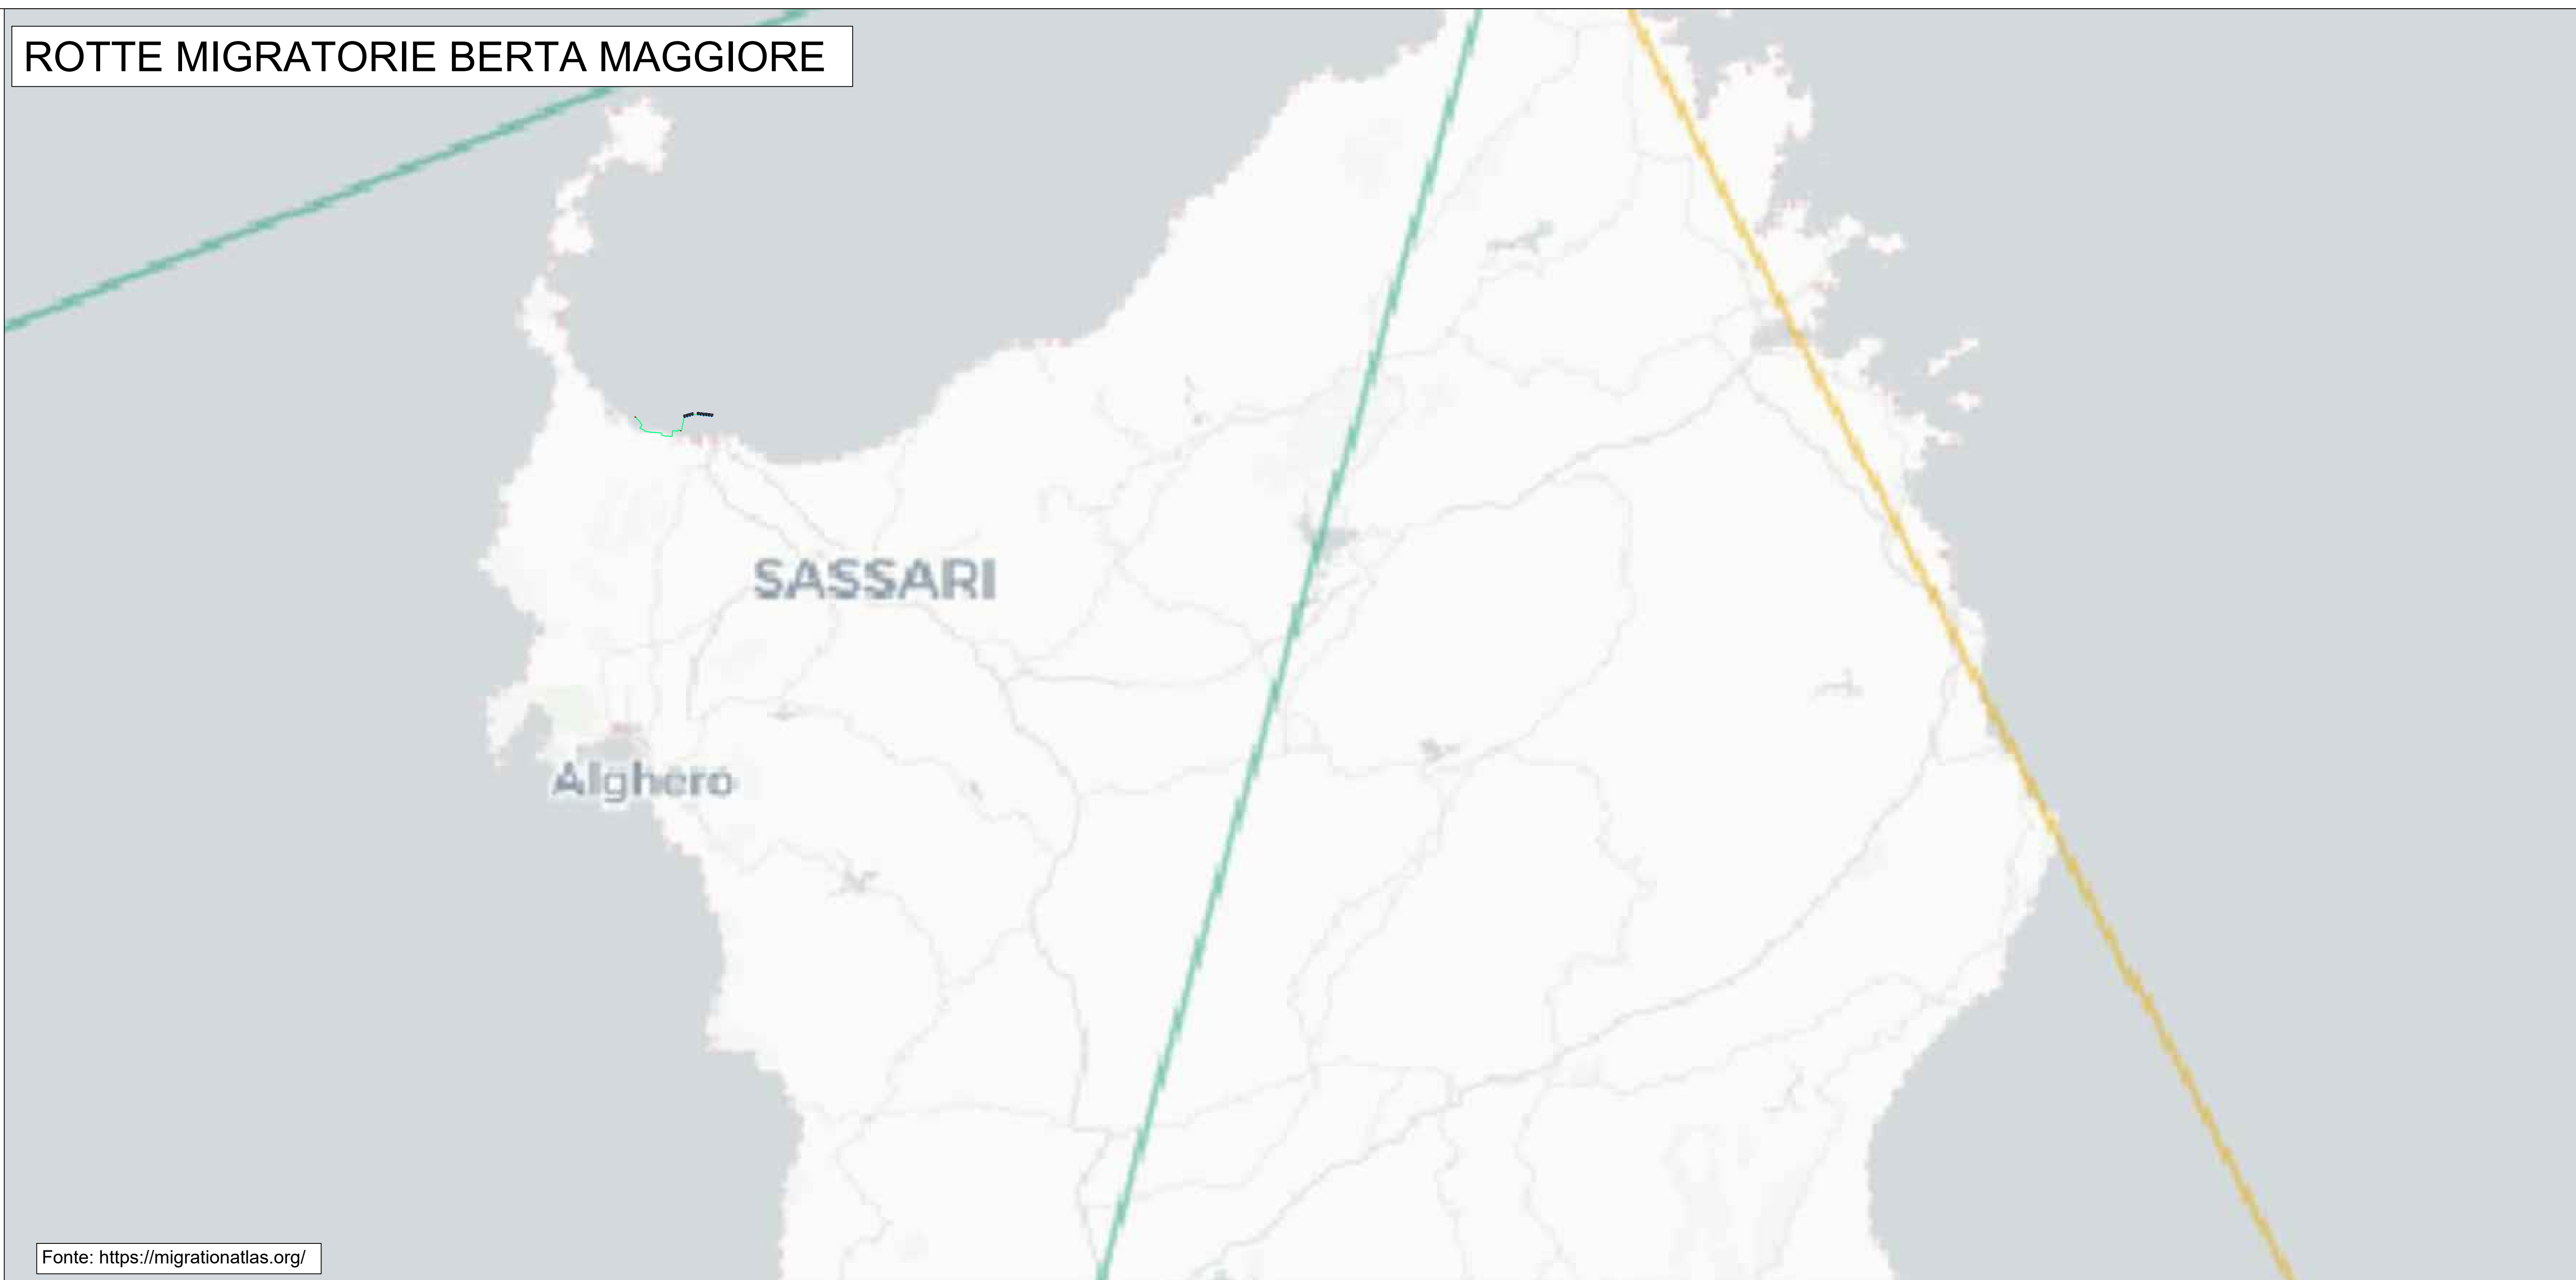 ROTTE MIGRATORIE BERTA MAGGIORE
SASSARI
Alghero
Fonte: https://migrationatlas.org/